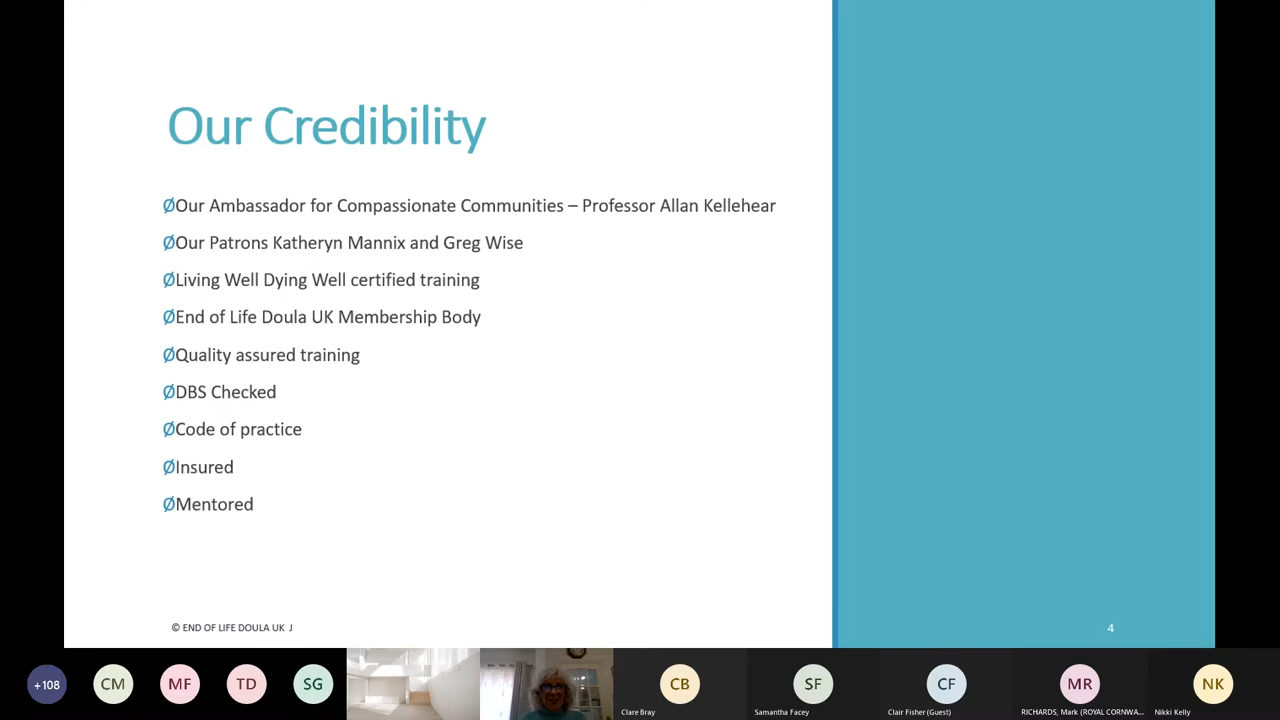 Our Credibility
ØOur Ambassador for Compassionate Communities – Professor Allan Kellehear
ØOur Patrons Katheryn Mannix and Greg Wise
ØLiving Well Dying Well certified training
ØEnd of Life Doula UK Membership Body
ØQuality assured training
ØDBS Checked
ØCode of practice
ØInsured
ØMentored
© END OF LIFE DOULA UK J
4
+108
CM
MF
TD
SG
CB
SF
CF
MR
NK
Clare Bray
Samantha Facey
Clair Fisher (Guest)
RICHARDS, Mark (ROYAL CORNWA...
Nikki Kelly